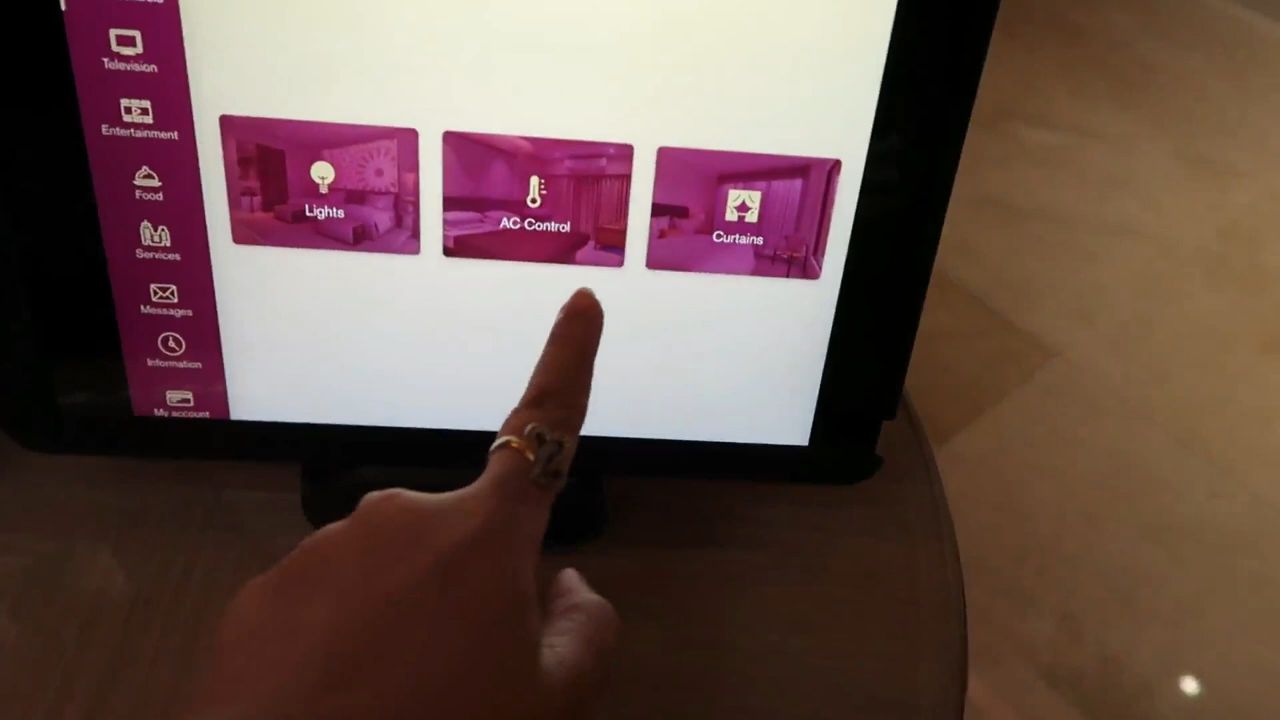 Television
Entertainment
Food
Services
Messages
Information
My account
Lights
AC Control
Curtains